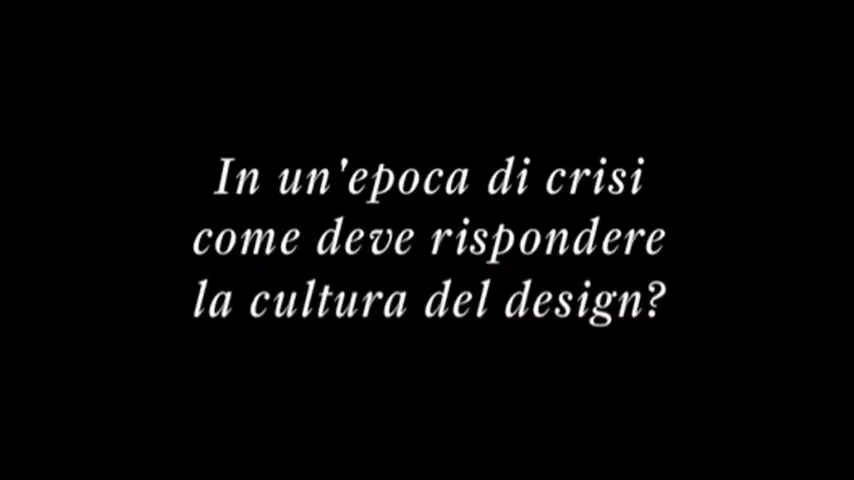 In un'epoca di crisi
come deve rispondere
la cultura del design?